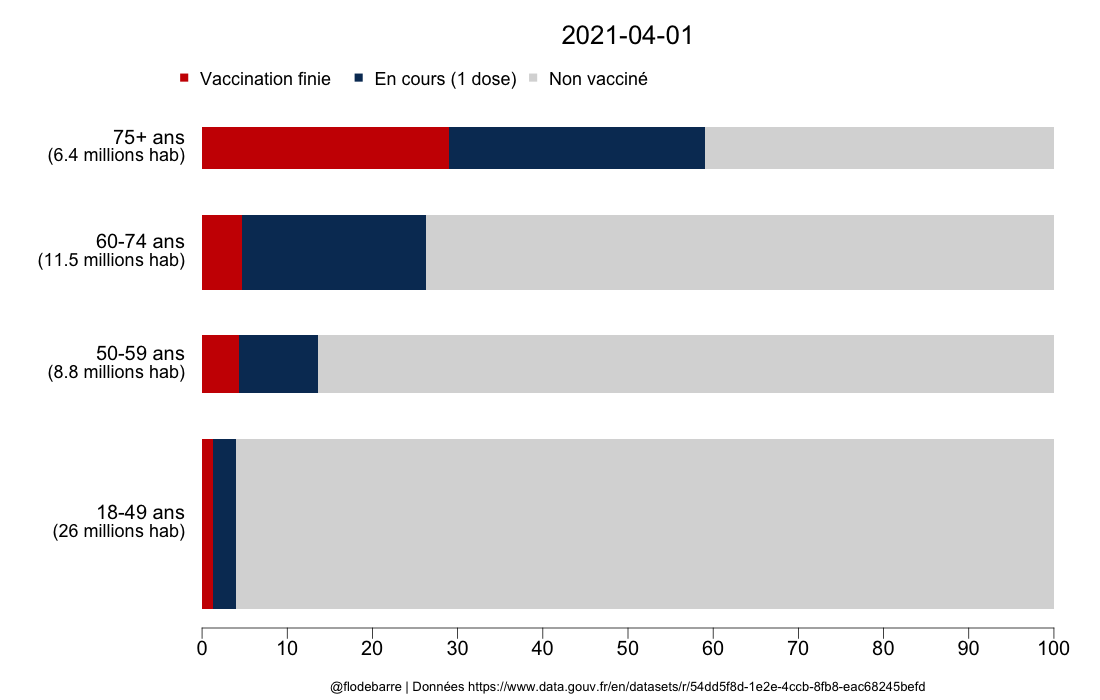 2021-04-01
Vaccination finie En cours (1 dose) Non vacciné
75+ ans
(6.4 millions hab)
60-74 ans
(11.5 millions hab)
50-59 ans
(8.8 millions hab)
18-49 ans
(26 millions hab)
0 10 20 30 40 50 60 70 80 90 100
@flodebarre | Données https://www.data.gouv.fr/en/datasets/r/54dd5f8d-1e2e-4ccb-8fb8-eac68245befd